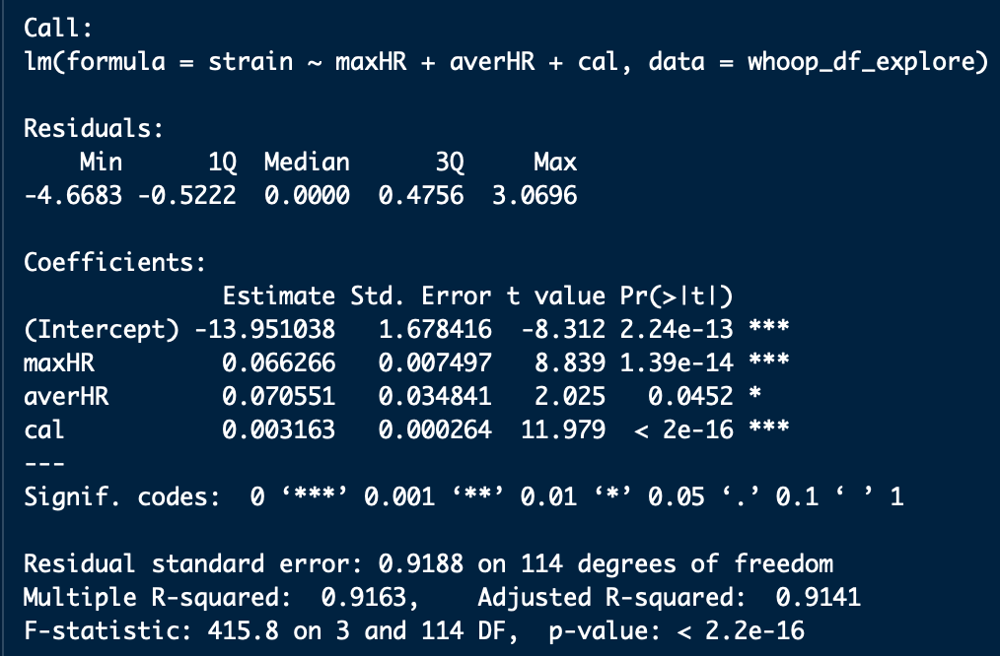 Call:
lm(formula = strain ~ maxHR + averHR + cal, data = whoop_df_explore)
Residuals:
    Min      1Q  Median      3Q     Max
-4.6683 -0.5222  0.0000  0.4756  3.0696
Coefficients:
              Estimate Std. Error t value Pr(>|t|)
(Intercept) -13.951038   1.678416  -8.312 2.24e-13 ***
maxHR         0.066266   0.007497   8.839 1.39e-14 ***
averHR        0.070551   0.034841   2.025   0.0452 *
cal           0.003163   0.000264  11.979  < 2e-16 ***
---
Signif. codes:  0 ‘***’ 0.001 ‘**’ 0.01 ‘*’ 0.05 ‘.’ 0.1 ‘ ’ 1
Residual standard error: 0.9188 on 114 degrees of freedom
Multiple R-squared:  0.9163,	Adjusted R-squared:  0.9141
F-statistic: 415.8 on 3 and 114 DF,  p-value: < 2.2e-16